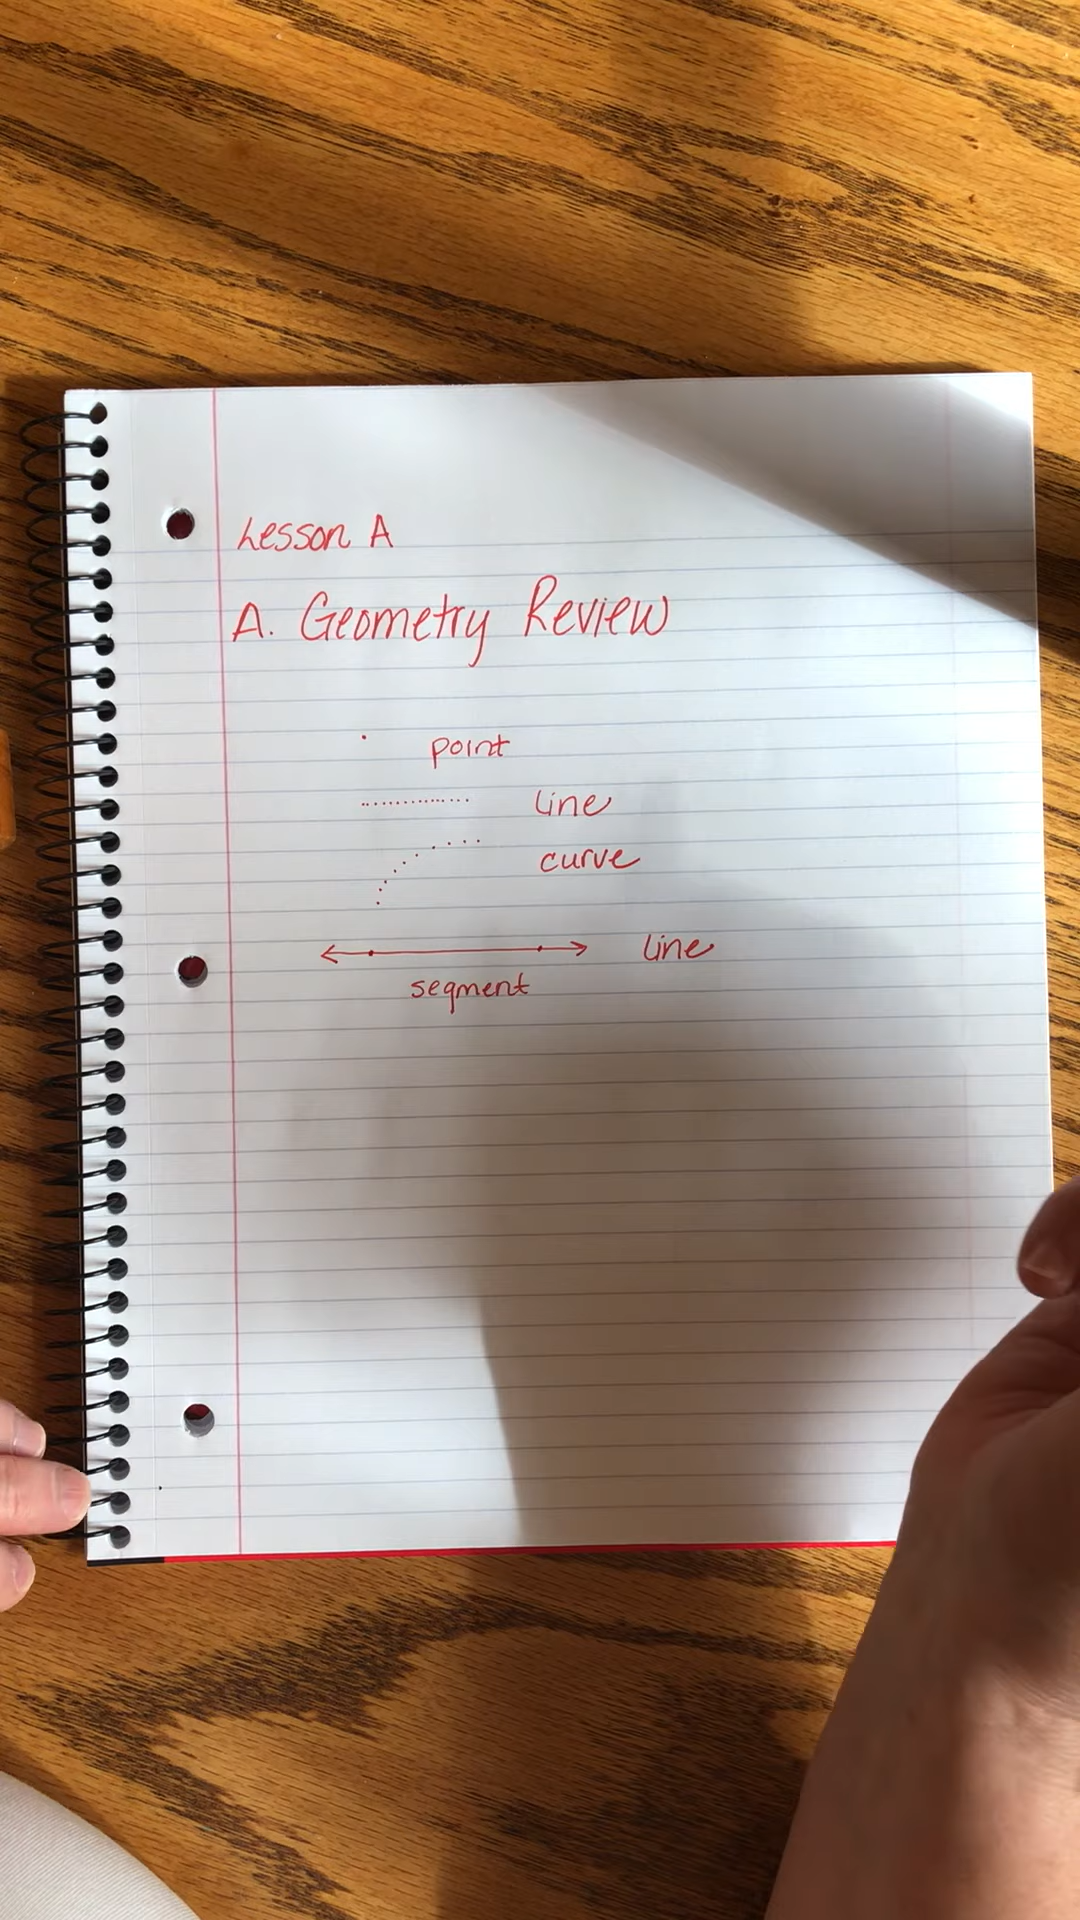 Lesson A
A. Geometry Review
point
line
curve
line
segment